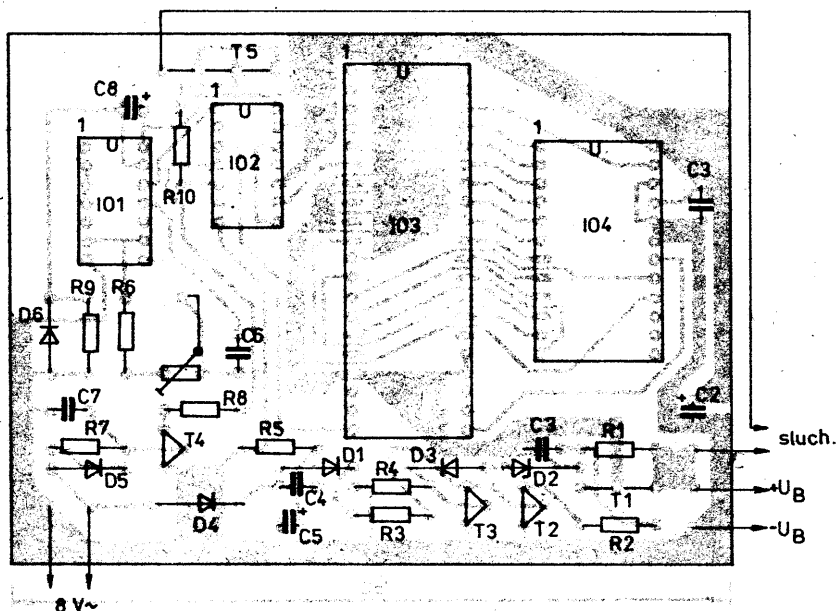 T5
1
C8
1
1
1
U
U
U
U
IO1
IO2
R10
IO3
IO4
C3
D6
R9
R6
C6
R8
C7
R7
T4
R5
D5
D4
D1
C4
C5
R4
R3
D3
T3
C3
D2
T2
R1
T1
R2
C2
sluch.
+UB
-UB
8 V~